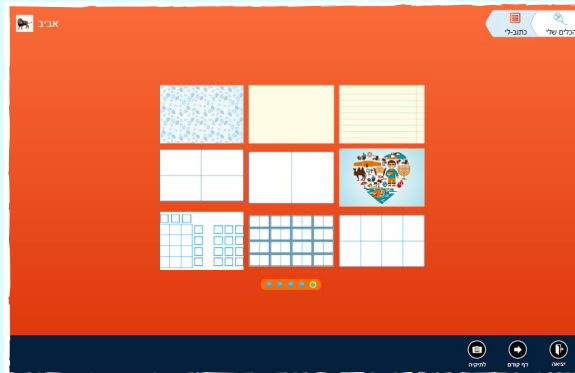 הכלים שלי
כתוב-לי
אביב
יציאה
דף קודם
לתיקיה